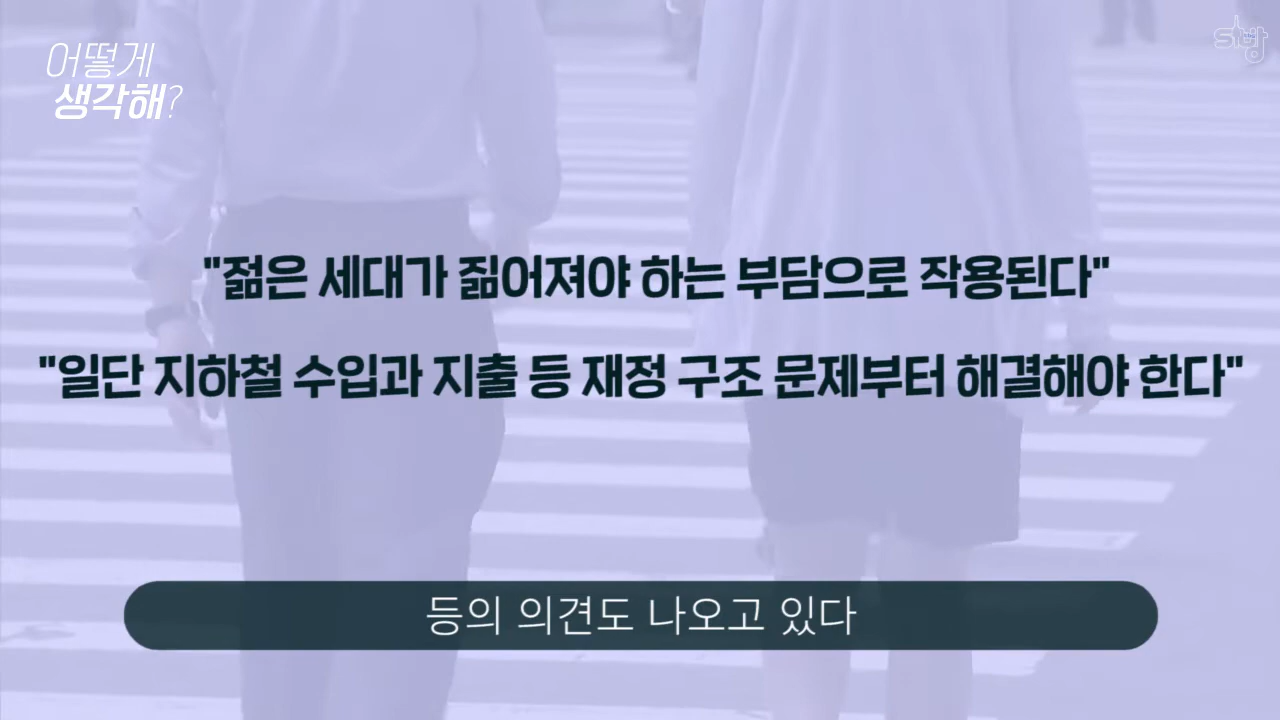 어떻게
생각해?
스방
"젊은 세대가 짊어져야 하는 부담으로 작용된다"
"일단 지하철 수입과 지출 등 재정 구조 문제부터 해결해야 한다"
등의 의견도 나오고 있다